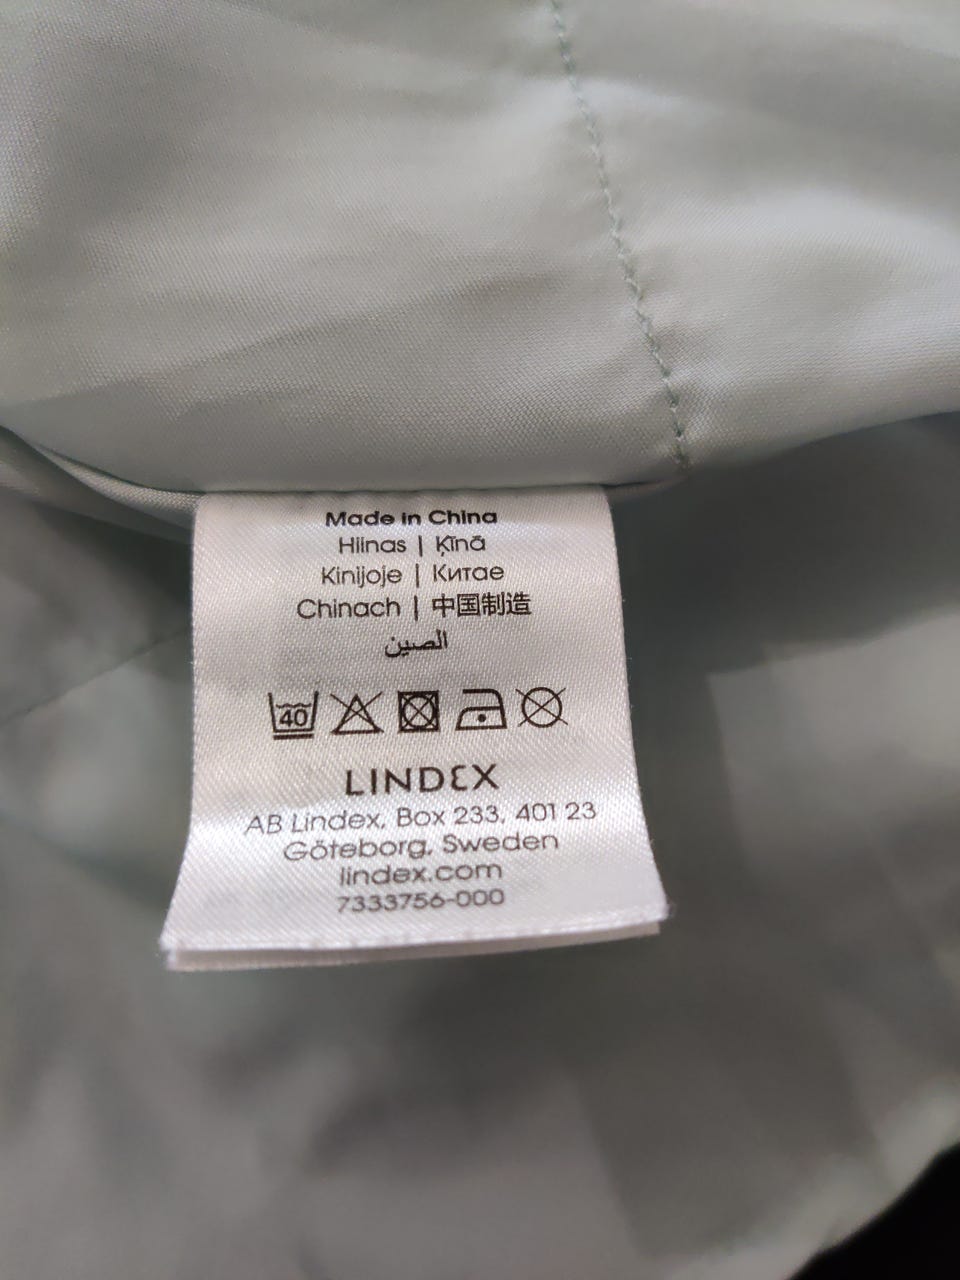 Made in China
Hiinas | Ķīnā
Kinijoje | Китае
Chinach | 中国制造
الصين
40
LINDEX
AB Lindex, Box 233, 401 23
Göteborg, Sweden
lindex.com
7333756-000